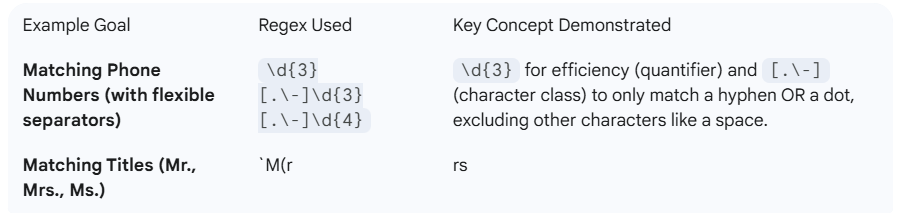 Example Goal Regex Used Key Concept Demonstrated
Matching Phone \d{3} \d{3} for efficiency (quantifier) and [.\-]
Numbers (with flexible [.\-]\d{3} (character class) to only match a hyphen OR a dot,
separators) [.\-]\d{4} excluding other characters like a space.
Matching Titles (Mr., `M(r rs
Mrs., Ms.)